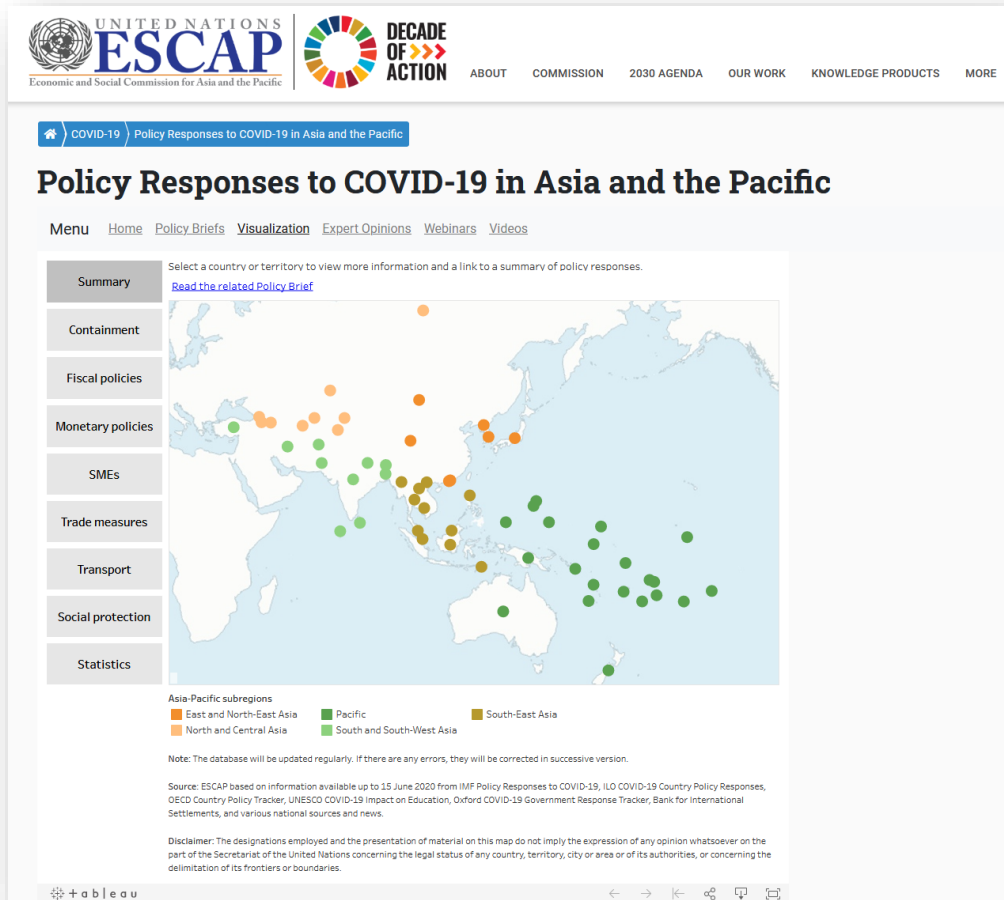 UNITED NATIONS
ESCAP
Economic and Social Commission for Asia and the Pacific
DECADE
OF >>>
ACTION
ABOUT COMMISSION 2030 AGENDA OUR WORK KNOWLEDGE PRODUCTS MORE
COVID-19 Policy Responses to COVID-19 in Asia and the Pacific
Policy Responses to COVID-19 in Asia and the Pacific
Menu Home Policy Briefs Visualization Expert Opinions Webinars Videos
Select a country or territory to view more information and a link to a summary of policy responses.
Read the related Policy Brief
Summary
Containment
Fiscal policies
Monetary policies
SMEs
Trade measures
Transport
Social protection
Statistics
Asia-Pacific subregions
East and North-East Asia Pacific South-East Asia
North and Central Asia South and South-West Asia
Note: The database will be updated regularly. If there are any errors, they will be corrected in successive version.
Source: ESCAP based on information available up to 15 June 2020 from IMF Policy Responses to COVID-19, ILO COVID-19 Country Policy Responses,
OECD Country Policy Tracker, UNESCO COVID-19 Impact on Education, Oxford COVID-19 Government Response Tracker, Bank for International
Settlements, and various national sources and news.
Disclaimer: The designations employed and the presentation of material on this map do not imply the expression of any opinion whatsoever on the
part of the Secretariat of the United Nations concerning the legal status of any country, territory, city or area or of its authorities, or concerning the
delimitation of its frontiers or boundaries.
+ a b l e a u